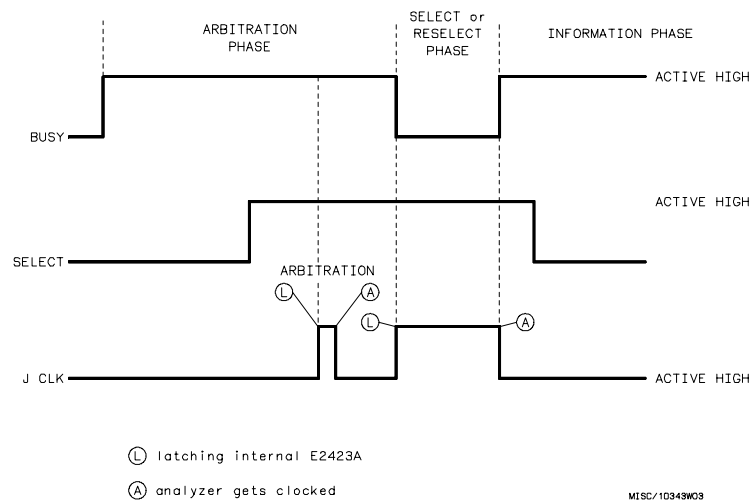 ARBITRATION
PHASE
SELECT or
RESELECT
PHASE
INFORMATION PHASE
ACTIVE HIGH
BUSY
ACTIVE HIGH
SELECT
ARBITRATION
L
A
L
A
J CLK
ACTIVE HIGH
L latching internal E2423A
A analyzer gets clocked
MISC/10343W03